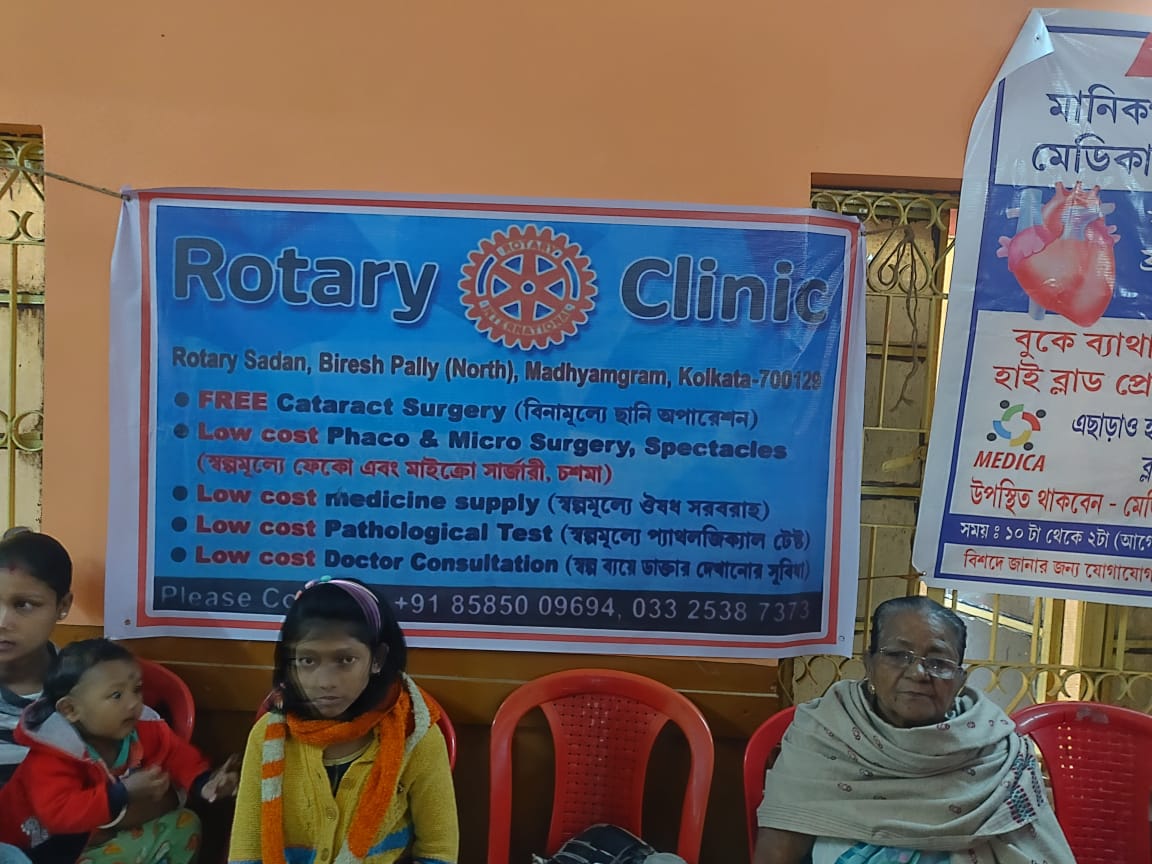 Rotary Clinic
ROTARY INTERNATIONAL
Rotary Sadan, Biresh Pally (North), Madhyamgram, Kolkata-700129
• FREE Cataract Surgery (বিনামূল্যে ছানি অপারেশন)
• Low cost Phaco & Micro Surgery, Spectacles
(স্বল্পমূল্যে ফেকো এবং মাইক্রো সার্জারী, চশমা)
• Low cost medicine supply (স্বল্পমূল্যে ঔষধ সরবরাহ)
• Low cost Pathological Test (স্বল্পমূল্যে প্যাথলজিক্যাল টেষ্ট)
• Low cost Doctor Consultation (স্বল্প ব্যয়ে ডাক্তার দেখানোর সুবিধা)
Please +91 85850 09694, 033 2538 7373
মানিক
মেডিকা
বুকে ব্যাথা
হাই ব্লাড প্রে
এছাড়াও হ
MEDICA
উপস্থিত থাকবেন - মেডি
সময় ঃ ১০ টা থেকে ২টা (আগে
বিশদে জানার জন্য যোগাযোগ